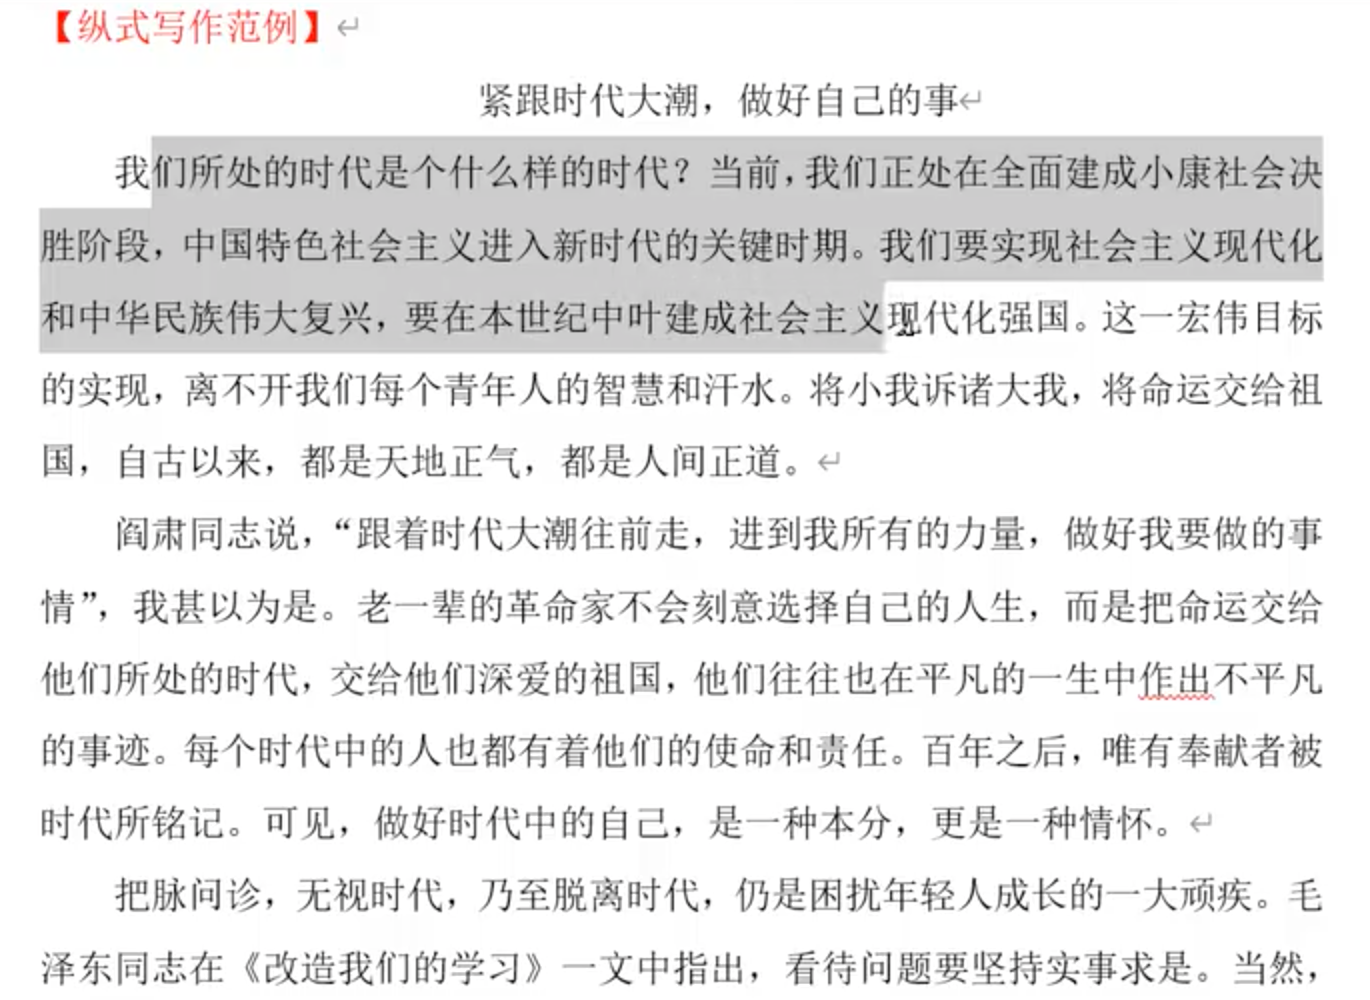 【纵式写作范例】
紧跟时代大潮，做好自己的事
我们所处的时代是个什么样的时代？当前，我们正处在全面建成小康社会决
胜阶段，中国特色社会主义进入新时代的关键时期。我们要实现社会主义现代化
和中华民族伟大复兴，要在本世纪中叶建成社会主义现代化强国。这一宏伟目标
的实现，离不开我们每个青年人的智慧和汗水。将小我诉诸大我，将命运交给祖
国，自古以来，都是天地正气，都是人间正道。
阎肃同志说，“跟着时代大潮往前走，进到我所有的力量，做好我要做的事
情”，我甚以为是。老一辈的革命家不会刻意选择自己的人生，而是把命运交给
他们所处的时代，交给他们深爱的祖国，他们往往也在平凡的一生中作出不平凡
的事迹。每个时代中的人也都有着他们的使命和责任。百年之后，唯有奉献者被
时代所铭记。可见，做好时代中的自己，是一种本分，更是一种情怀。
把脉问诊，无视时代，乃至脱离时代，仍是困扰年轻人成长的一大顽疾。毛
泽东同志在《改造我们的学习》一文中指出，看待问题要坚持实事求是。当然，